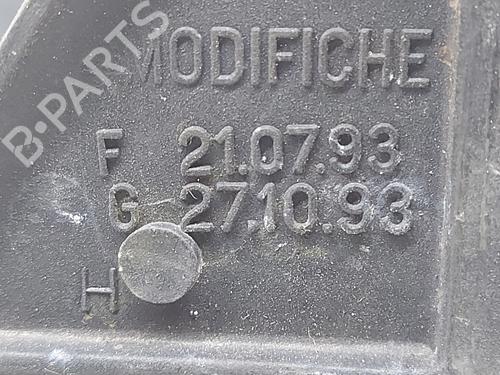 B-PARTS
MODIFICHE
F 21.07.93
G 27.10.93
H